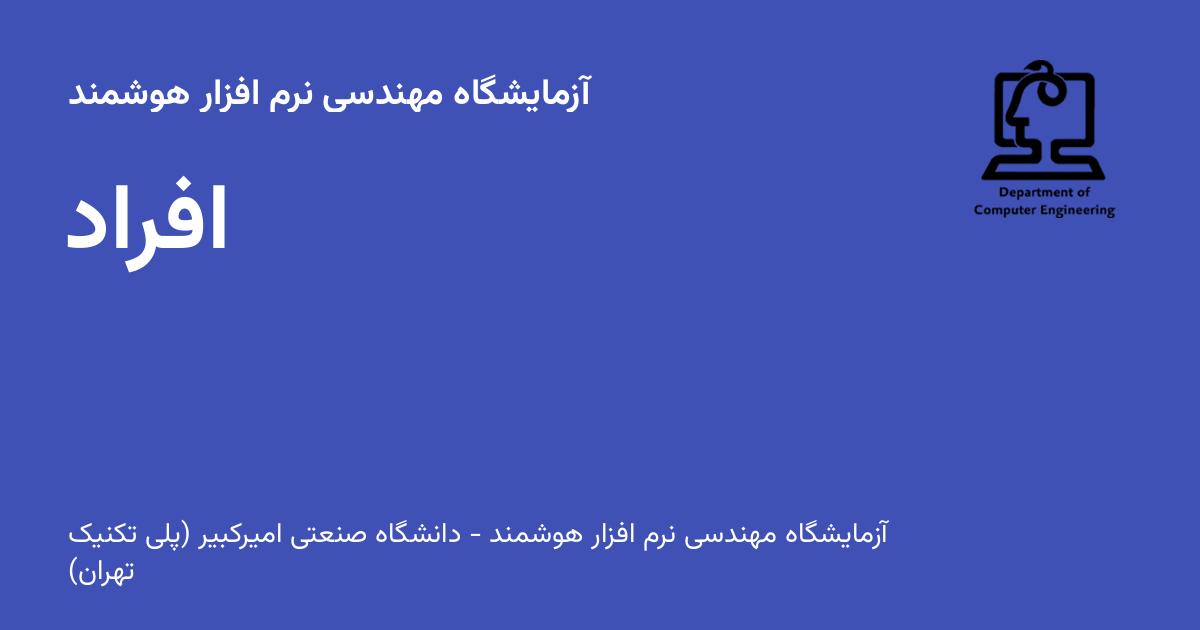 آزمایشگاه مهندسی نرم افزار هوشمند
افراد
Department of
Computer Engineering
آزمایشگاه مهندسی نرم افزار هوشمند - دانشگاه صنعتی امیرکبیر (پلی تکنیک
تهران)